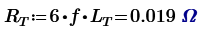 R_T := 6 • f • L_T = 0.019 Ω